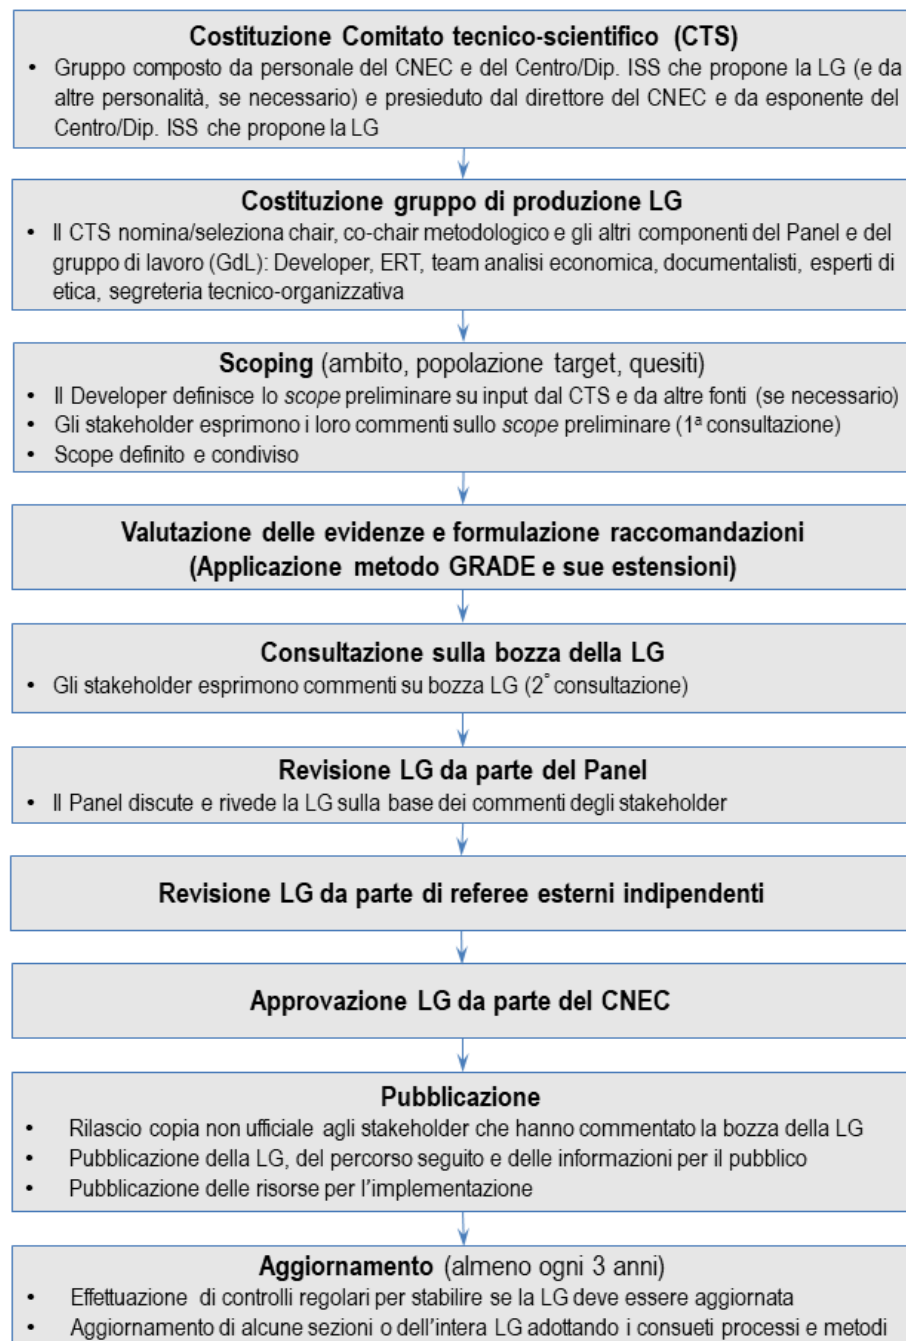 Costituzione Comitato tecnico-scientifico (CTS)
• Gruppo composto da personale del CNEC e del Centro/Dip. ISS che propone la LG (e da
altre personalità, se necessario) e presieduto dal direttore del CNEC e da esponente del
Centro/Dip. ISS che propone la LG
Costituzione gruppo di produzione LG
• Il CTS nomina/seleziona chair, co-chair metodologico e gli altri componenti del Panel e del
gruppo di lavoro (GdL): Developer, ERT, team analisi economica, documentalisti, esperti di
etica, segreteria tecnico-organizzativa
Scoping (ambito, popolazione target, quesiti)
• Il Developer definisce lo scope preliminare su input dal CTS e da altre fonti (se necessario)
• Gli stakeholder esprimono i loro commenti sullo scope preliminare (1ª consultazione)
• Scope definito e condiviso
Valutazione delle evidenze e formulazione raccomandazioni
(Applicazione metodo GRADE e sue estensioni)
Consultazione sulla bozza della LG
• Gli stakeholder esprimono commenti su bozza LG (2° consultazione)
Revisione LG da parte del Panel
• Il Panel discute e rivede la LG sulla base dei commenti degli stakeholder
Revisione LG da parte di referee esterni indipendenti
Approvazione LG da parte del CNEC
Pubblicazione
• Rilascio copia non ufficiale agli stakeholder che hanno commentato la bozza della LG
• Pubblicazione della LG, del percorso seguito e delle informazioni per il pubblico
• Pubblicazione delle risorse per l'implementazione
Aggiornamento (almeno ogni 3 anni)
• Effettuazione di controlli regolari per stabilire se la LG deve essere aggiornata
• Aggiornamento di alcune sezioni o dell'intera LG adottando i consueti processi e metodi